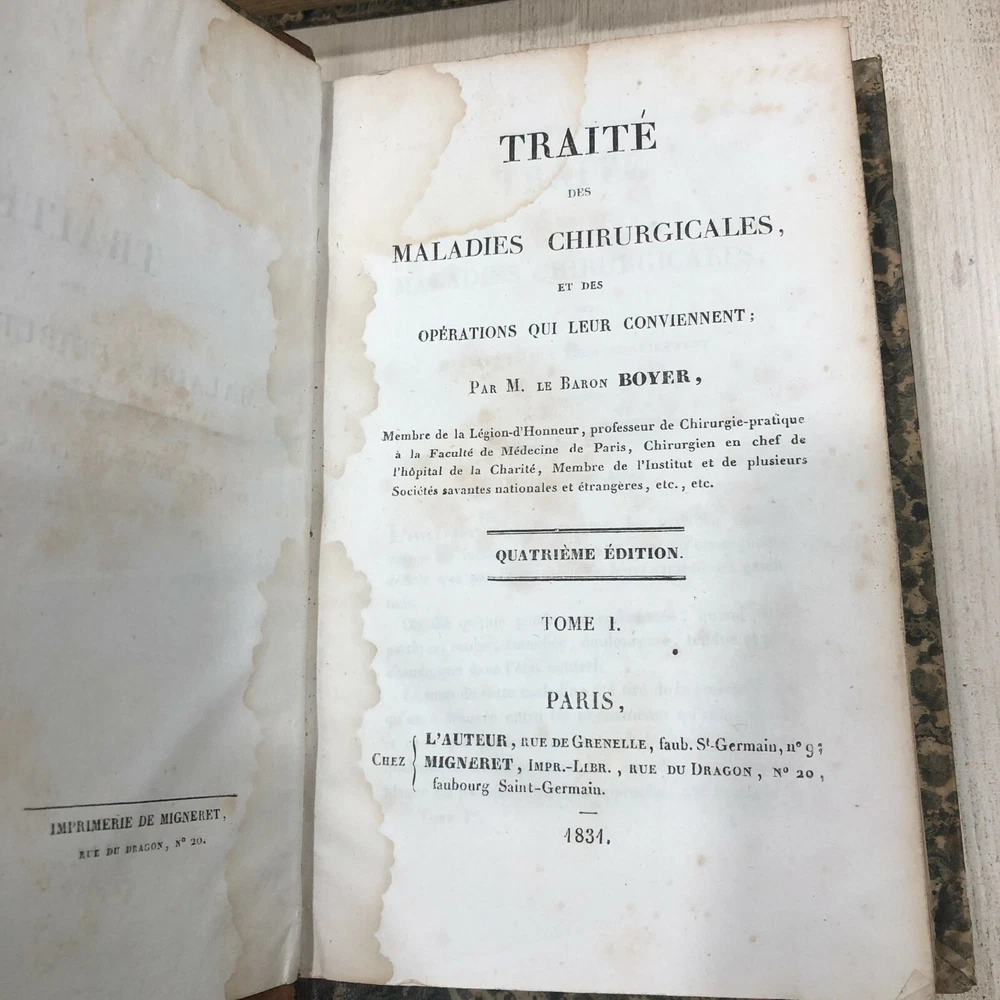 IMPRIMERIE DE MIGNERET,
RUE DU DRAGON, N° 20.
TRAITÉ
DES
MALADIES CHIRURGICALES,
ET DES
OPÉRATIONS QUI LEUR CONVIENNENT;
PAR M. LE BARON BOYER,
Membre de la Légion-d'Honneur, professeur de Chirurgie-pratique
à la Faculté de Médecine de Paris, Chirurgien en chef de
l'hôpital de la Charité, Membre de l'Institut et de plusieurs
Sociétés savantes nationales et étrangères, etc., etc.
QUATRIÈME ÉDITION.
TOME I.
PARIS,
CHEZ { L'AUTEUR, RUE DE GRENELLE, faub. St-Germain, n° 9;
MIGNERET, IMPR.-LIBR., RUE DU DRAGON, N° 20,
faubourg Saint-Germain.
1831.